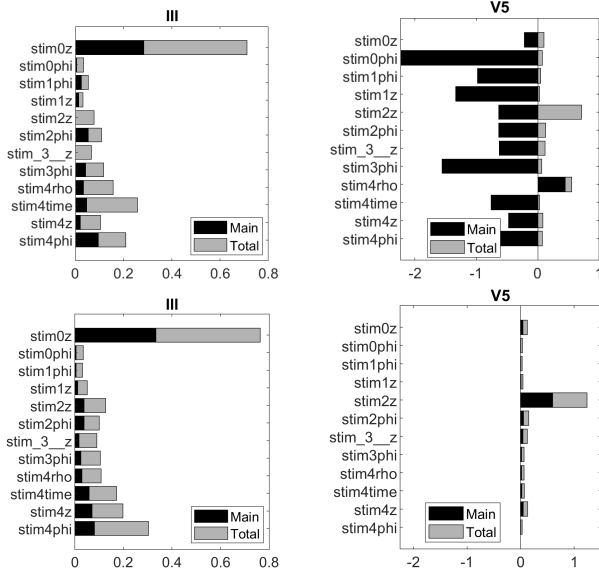 III
stim0z
stim0phi
stim1phi
stim1z
stim2z
stim2phi
stim_3__z
stim3phi
stim4rho
stim4time
stim4z
stim4phi
Main
Total
0 0.2 0.4 0.6 0.8
V5
stim0z
stim0phi
stim1phi
stim1z
stim2z
stim2phi
stim_3__z
stim3phi
stim4rho
stim4time
stim4z
stim4phi
Main
Total
-2 -1 0 1
III
stim0z
stim0phi
stim1phi
stim1z
stim2z
stim2phi
stim_3__z
stim3phi
stim4rho
stim4time
stim4z
stim4phi
Main
Total
0 0.2 0.4 0.6 0.8
V5
stim0z
stim0phi
stim1phi
stim1z
stim2z
stim2phi
stim_3__z
stim3phi
stim4rho
stim4time
stim4z
stim4phi
Main
Total
-2 -1 0 1